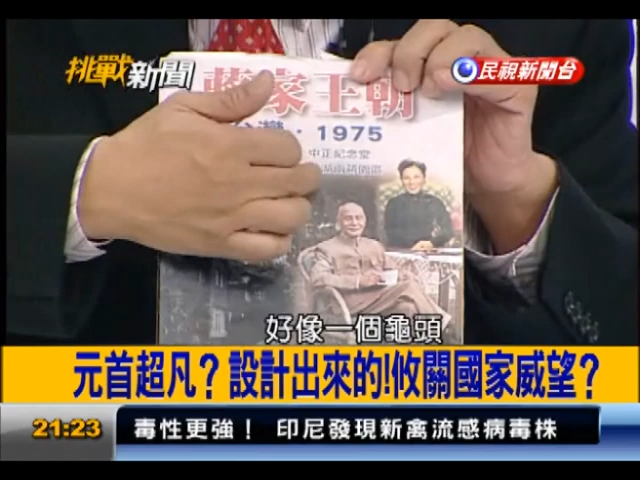 挑戰新聞
民視新聞台
家王朝
灣．1975
中正紀念堂
好像一個龜頭
元首超凡？設計出來的!攸關國家威望？
21:23 毒性更強！ 印尼發現新禽流感病毒株